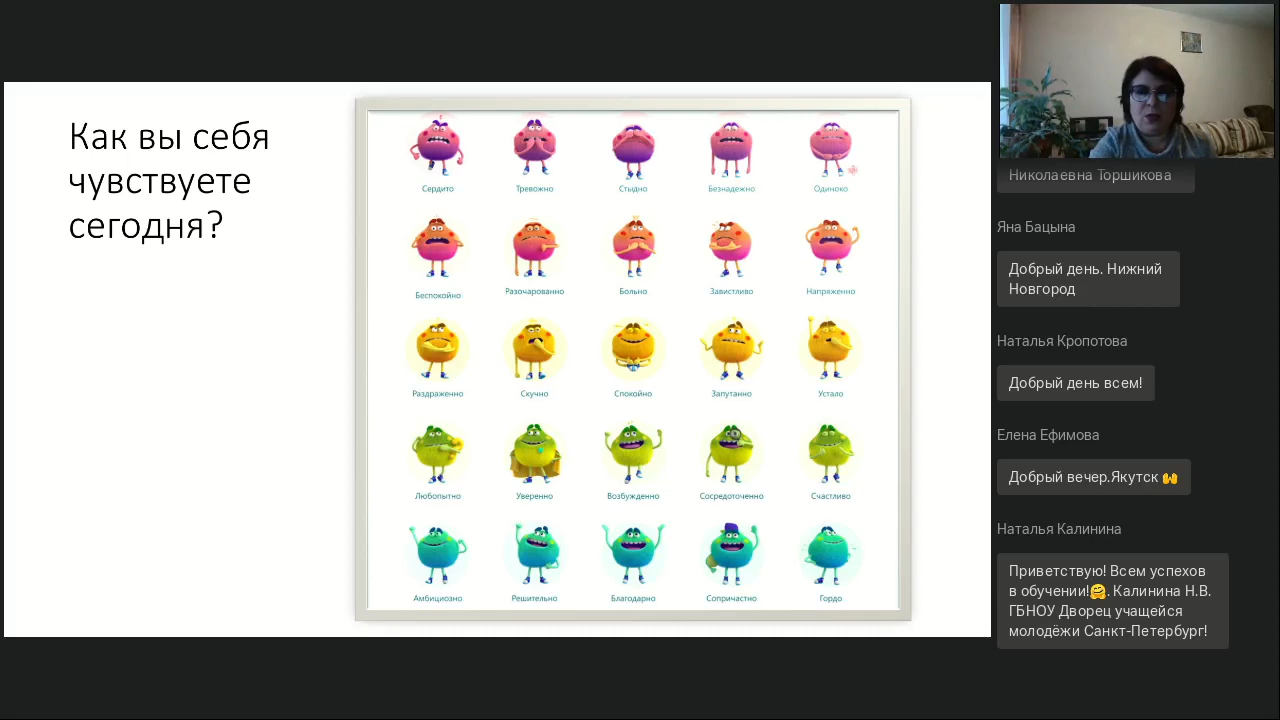 Как вы себя
чувствуете
сегодня?
Сердито
Тревожно
Стыдно
Безнадежно
Одиноко
Беспокойно
Разочарованно
Больно
Завистливо
Напряженно
Раздраженно
Скучно
Спокойно
Запутанно
Устало
Любопытно
Уверенно
Возбужденно
Сосредоточенно
Счастливо
Амбициозно
Решительно
Благодарно
Сопричастно
Гордо
Николаевна Торшикова
Яна Бацына
Добрый день. Нижний
Новгород
Наталья Кропотова
Добрый день всем!
Елена Ефимова
Добрый вечер.Якутск 🙌
Наталья Калинина
Приветствую! Всем успехов
в обучении!🤗. Калинина Н.В.
ГБНОУ Дворец учащейся
молодёжи Санкт-Петербург!